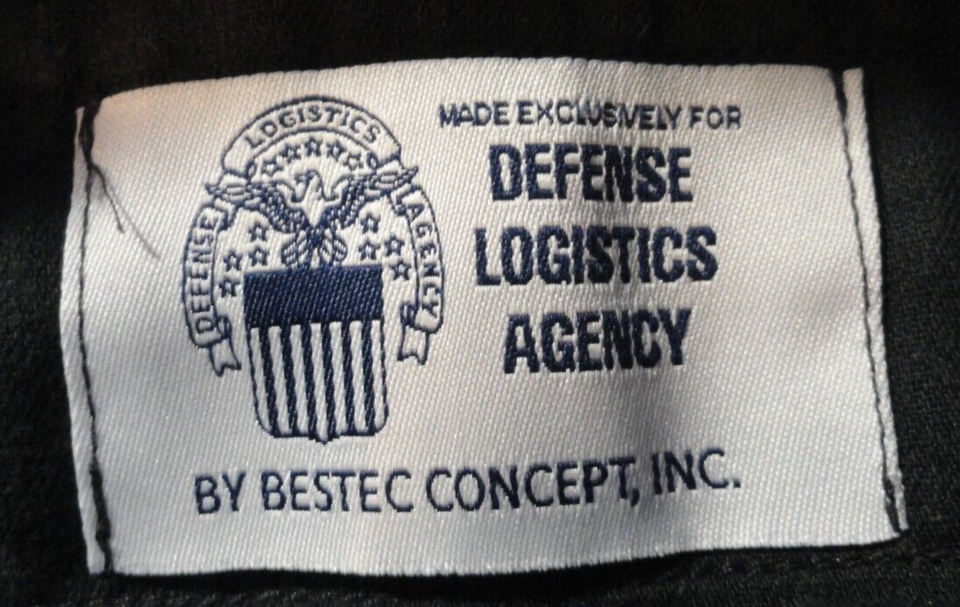 MADE EXCLUSIVELY FOR
DEFENSE
LOGISTICS
AGENCY
DEFENSE
LOGISTICS
AGENCY
BY BESTEC CONCEPT, INC.